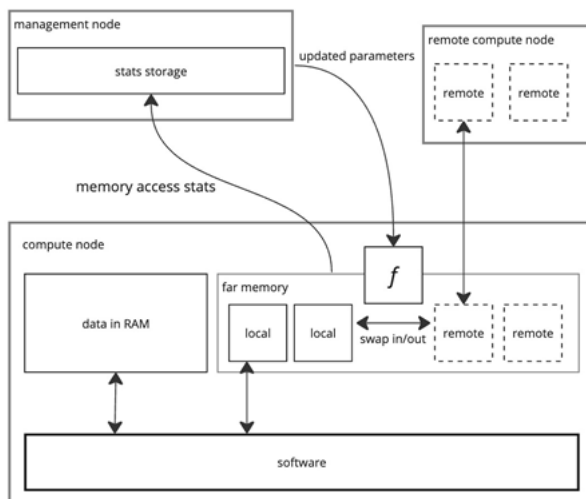 management node
stats storage
updated parameters
remote compute node
remote remote
memory access stats
compute node
f
far memory
data in RAM
local local
swap in/out
remote remote
software